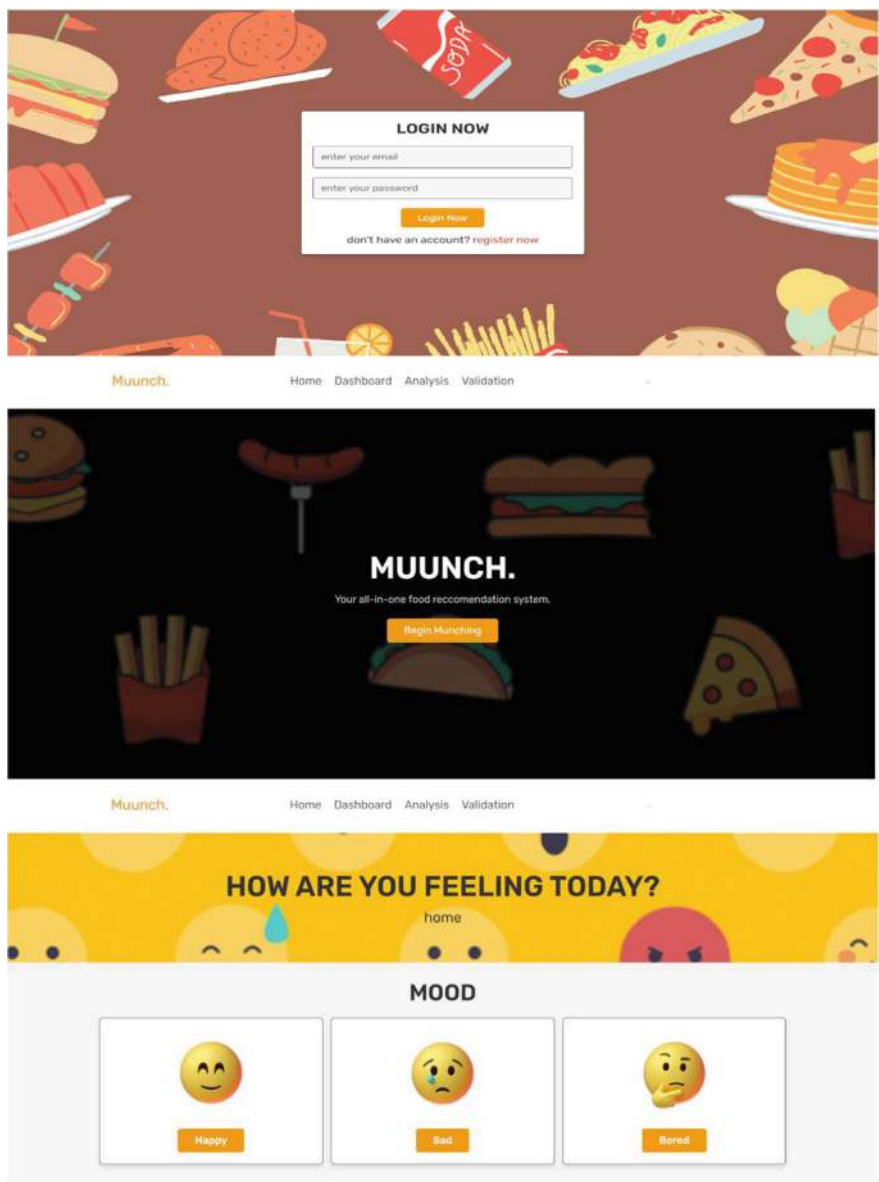 SODA
LOGIN NOW
enter your email
enter your password
Login Now
don't have an account? register now
Muunch. Home Dashboard Analysis Validation
MUUNCH.
Your all-in-one food reccomendation system.
Begin Munching
Muunch. Home Dashboard Analysis Validation
HOW ARE YOU FEELING TODAY?
home
MOOD
Happy Sad Bored